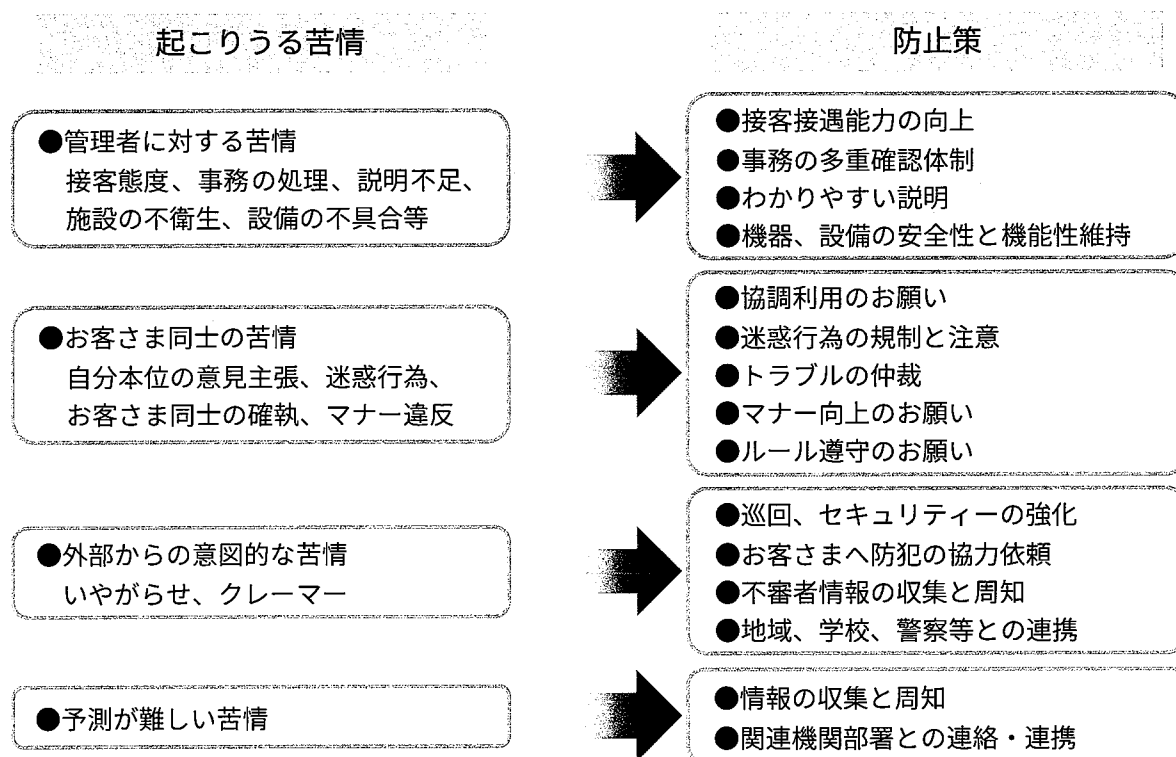 起こりうる苦情
防止策
●管理者に対する苦情
接客態度、事務の処理、説明不足、
施設の不衛生、設備の不具合等
●接客接遇能力の向上
●事務の多重確認体制
●わかりやすい説明
●機器、設備の安全性と機能性維持
●お客さま同士の苦情
自分本位の意見主張、迷惑行為、
お客さま同士の確執、マナー違反
●協調利用のお願い
●迷惑行為の規制と注意
●トラブルの仲裁
●マナー向上のお願い
●ルール遵守のお願い
●外部からの意図的な苦情
いやがらせ、クレーマー
●巡回、セキュリティーの強化
●お客さまへ防犯の協力依頼
●不審者情報の収集と周知
●地域、学校、警察等との連携
●予測が難しい苦情
●情報の収集と周知
●関連機関部署との連絡・連携